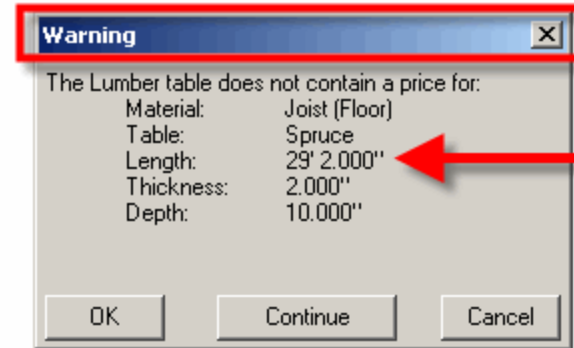 Warning
The Lumber table does not contain a price for:
Material: Joist (Floor)
Table: Spruce
Length: 29' 2.000"
Thickness: 2.000"
Depth: 10.000"
OK Continue Cancel